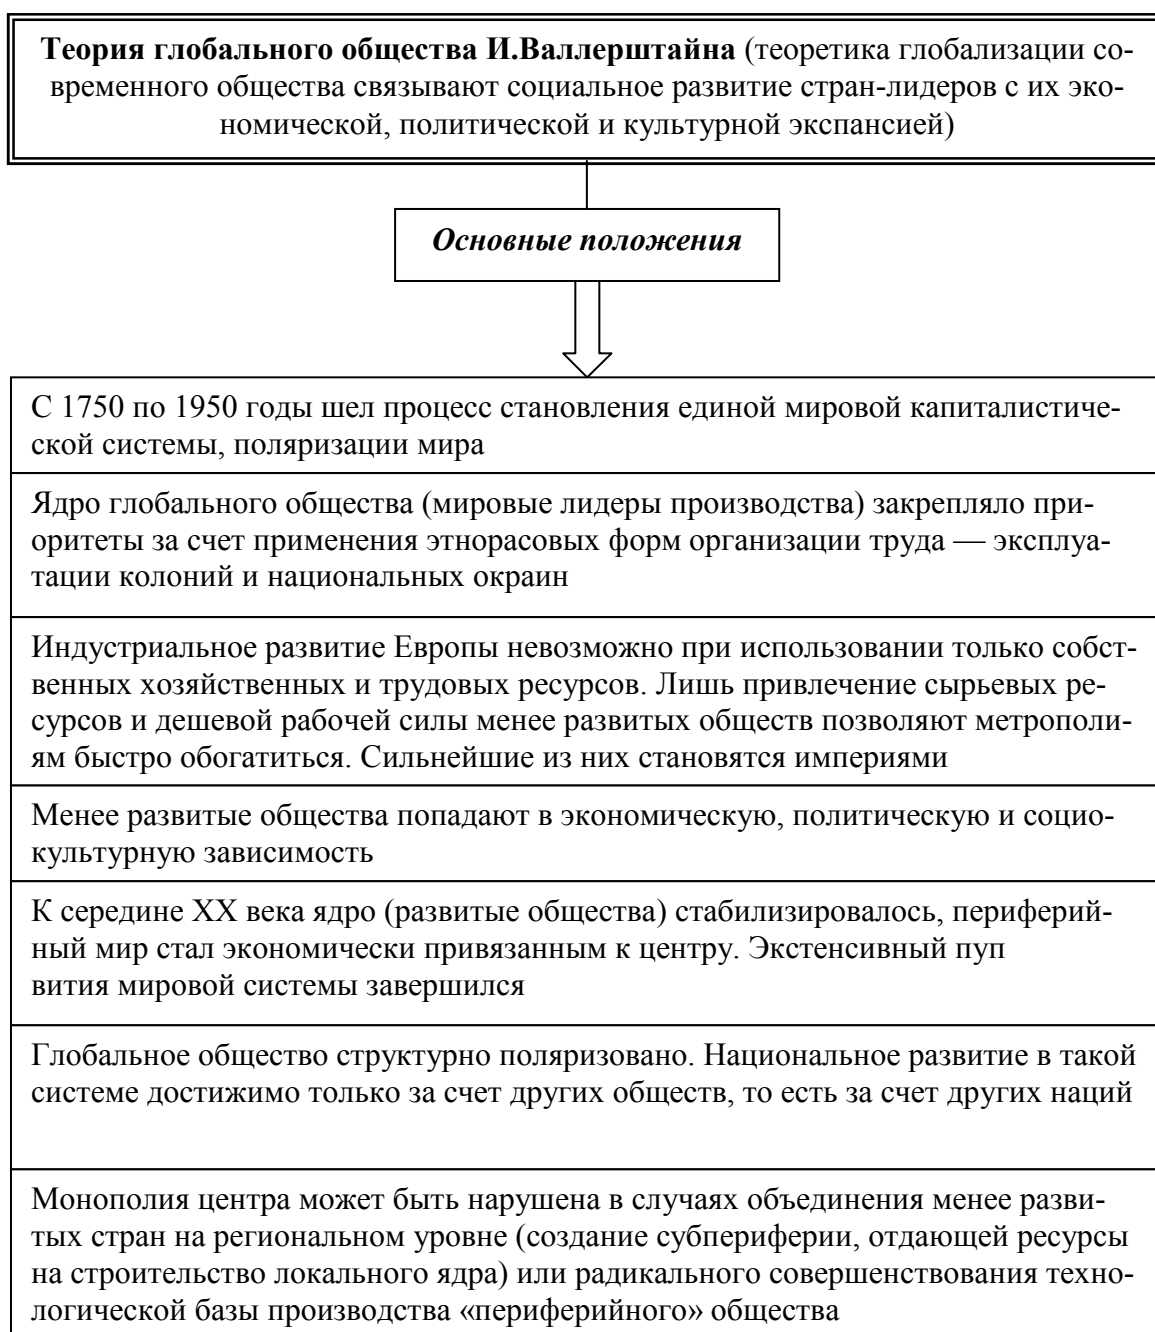 Теория глобального общества И.Валлерштайна (теоретика глобализации со-
временного общества связывают социальное развитие стран-лидеров с их эко-
номической, политической и культурной экспансией)
Основные положения
С 1750 по 1950 годы шел процесс становления единой мировой капиталистиче-
ской системы, поляризации мира
Ядро глобального общества (мировые лидеры производства) закрепляло при-
оритеты за счет применения этнорасовых форм организации труда — эксплуа-
тации колоний и национальных окраин
Индустриальное развитие Европы невозможно при использовании только собст-
венных хозяйственных и трудовых ресурсов. Лишь привлечение сырьевых ре-
сурсов и дешевой рабочей силы менее развитых обществ позволяют метрополи-
ям быстро обогатиться. Сильнейшие из них становятся империями
Менее развитые общества попадают в экономическую, политическую и социо-
культурную зависимость
К середине XX века ядро (развитые общества) стабилизировалось, периферий-
ный мир стал экономически привязанным к центру. Экстенсивный пуп
вития мировой системы завершился
Глобальное общество структурно поляризовано. Национальное развитие в такой
системе достижимо только за счет других обществ, то есть за счет других наций
Монополия центра может быть нарушена в случаях объединения менее разви-
тых стран на региональном уровне (создание субпериферии, отдающей ресурсы
на строительство локального ядра) или радикального совершенствования техно-
логической базы производства «периферийного» общества